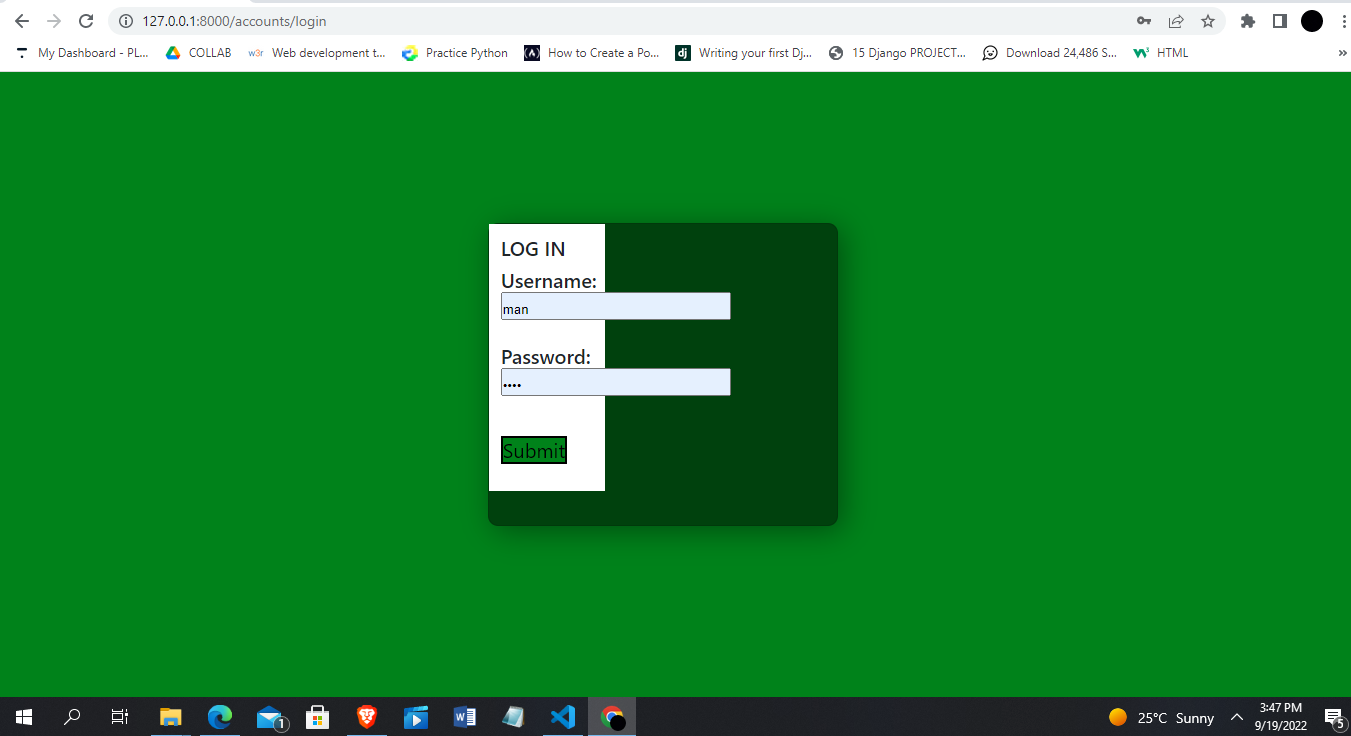 127.0.0.1:8000/accounts/login
My Dashboard - PL... COLLAB w3r Web development t... Practice Python How to Create a Po... dj Writing your first Dj... 15 Django PROJECT... Download 24,486 S... HTML »
LOG IN
Username:
man
Password:
••••
Submit
1 W 25°C Sunny 3:47 PM
9/19/2022
5